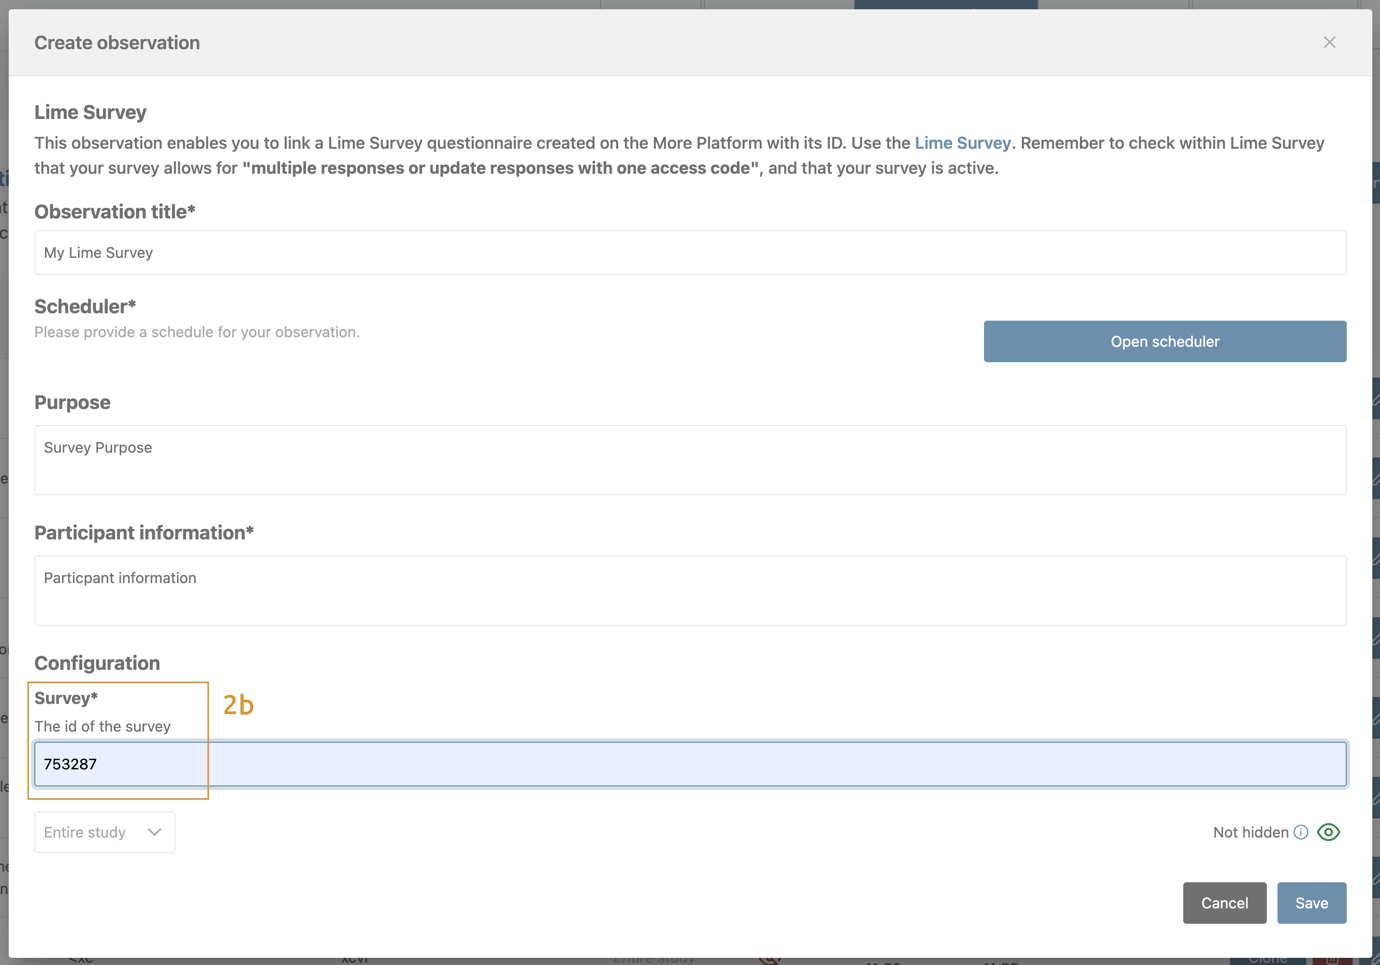 Create observation
Lime Survey
This observation enables you to link a Lime Survey questionnaire created on the More Platform with its ID. Use the Lime Survey. Remember to check within Lime Survey
that your survey allows for "multiple responses or update responses with one access code", and that your survey is active.
Observation title*
My Lime Survey
Scheduler*
Please provide a schedule for your observation.
Open scheduler
Purpose
Survey Purpose
Participant information*
Particpant information
Configuration
Survey*
2b
The id of the survey
753287
Entire study
Not hidden
Cancel
Save
Entire study
Clone